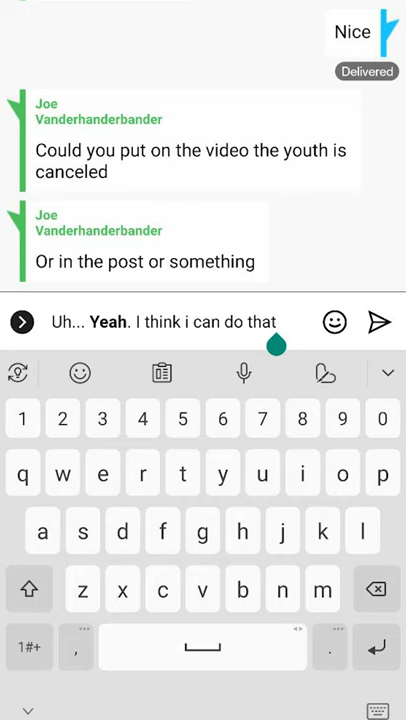 Nice
Delivered
Joe
Vanderhanderbander
Could you put on the video the youth is
canceled
Joe
Vanderhanderbander
Or in the post or something
Uh... Yeah. I think i can do that
1 2 3 4 5 6 7 8 9 0
q w e r t y u i o p
a s d f g h j k l
z x c v b n m
1#+ , .